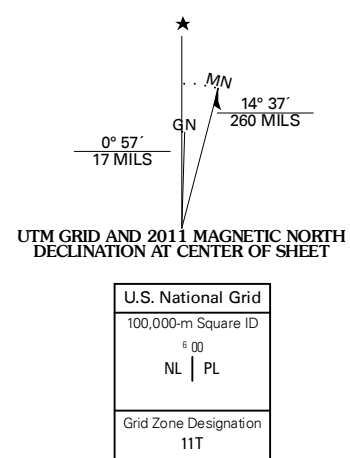 ★
MN
14° 37´
260 MILS
GN
0° 57´
17 MILS
UTM GRID AND 2011 MAGNETIC NORTH
DECLINATION AT CENTER OF SHEET
U.S. National Grid
100,000-m Square ID
6 00
NL PL
Grid Zone Designation
11T